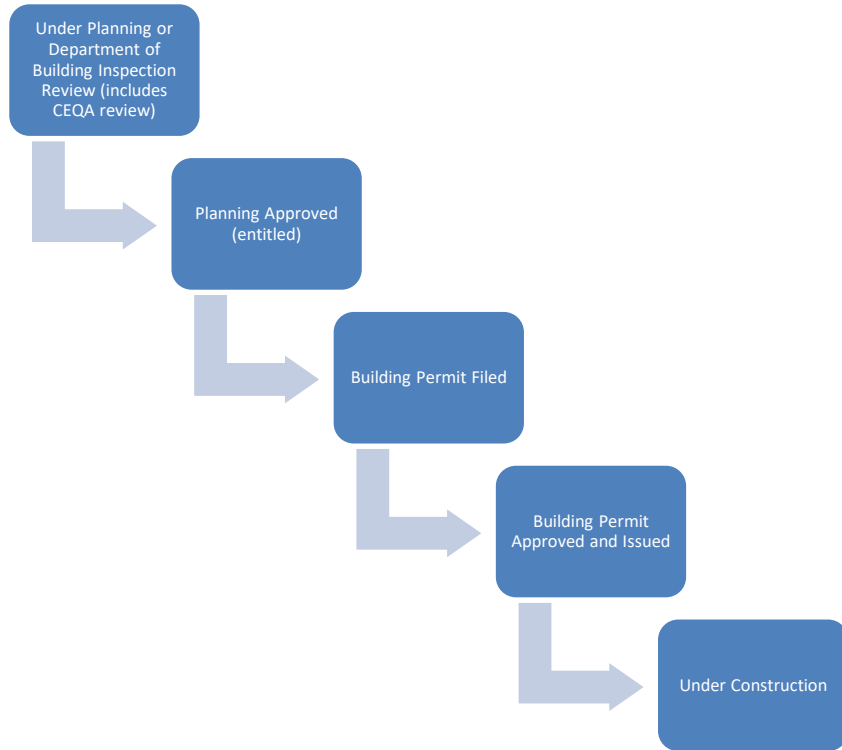 Under Planning or
Department of
Building Inspection
Review (includes
CEQA review)
Planning Approved
(entitled)
Building Permit Filed
Building Permit
Approved and Issued
Under Construction